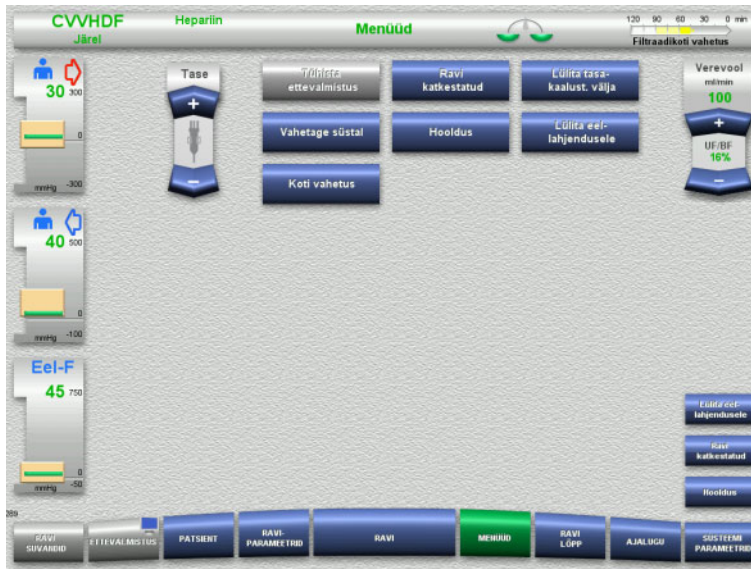 CVVHDF
Järel
Hepariin
Menüüd
120 90 60 30 0 min
Filtraadikoti vahetus
30 300
0
mmHg -300
Tase
+
−
Tühista
ettevalmistus
Ravi
katkestatud
Lülita tasa-
kaalust. välja
Vahetage süstal
Hooldus
Lülita eel-
lahjendusele
Koti vahetus
Verevool
ml/min
100
+
UF/BF
16%
−
40 500
0
mmHg -100
Eel-F
45 750
0
mmHg -50
Lülita eel-
lahjendusele
Ravi
katkestatud
Hooldus
289
RAVI
SUVANDID
ETTEVALMISTUS
PATSIENT
RAVI-
PARAMEETRID
RAVI
MENÜÜD
RAVI
LÕPP
AJALUGU
SÜSTEEMI
PARAMEETRID